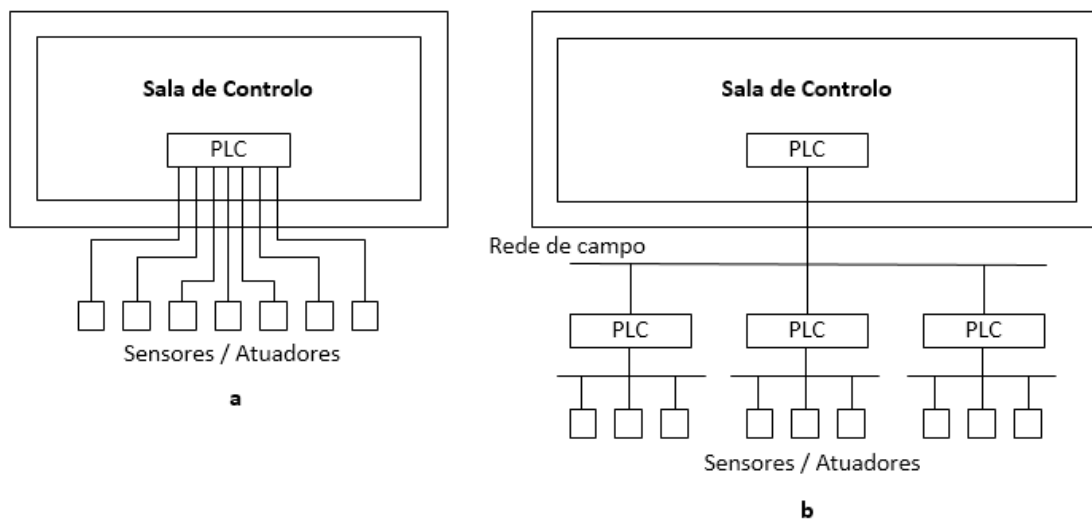 Sala de Controlo
PLC
Sensores / Atuadores
a
Sala de Controlo
PLC
Rede de campo
PLC
PLC
PLC
Sensores / Atuadores
b